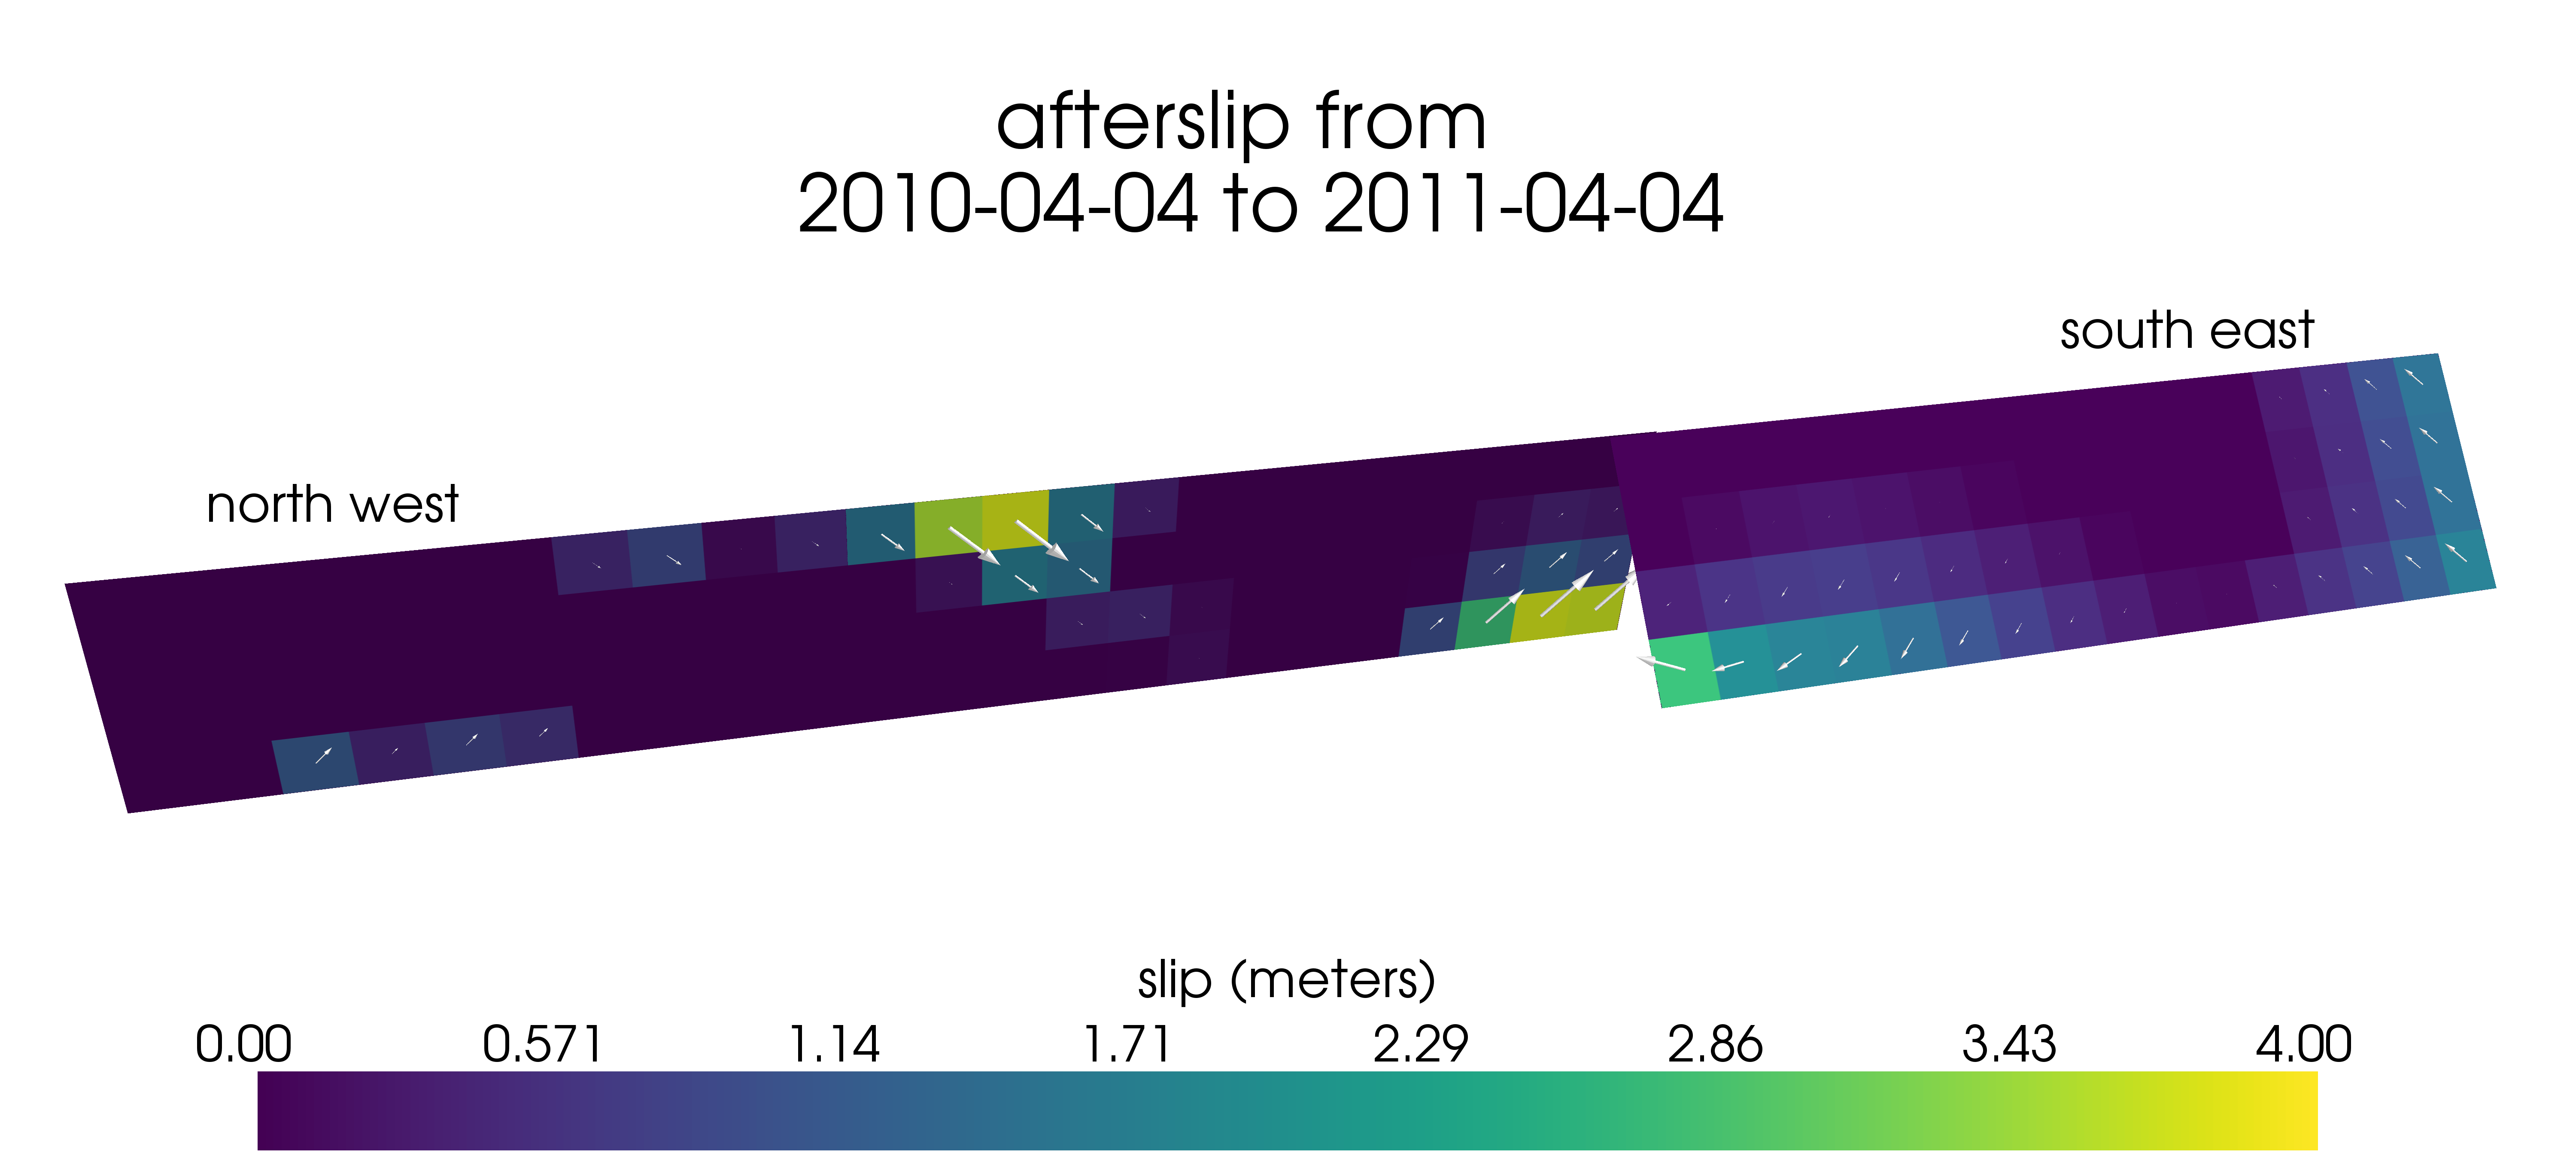 afterslip from
2010-04-04 to 2011-04-04
south east
north west
slip (meters)
0.00 0.571 1.14 1.71 2.29 2.86 3.43 4.00